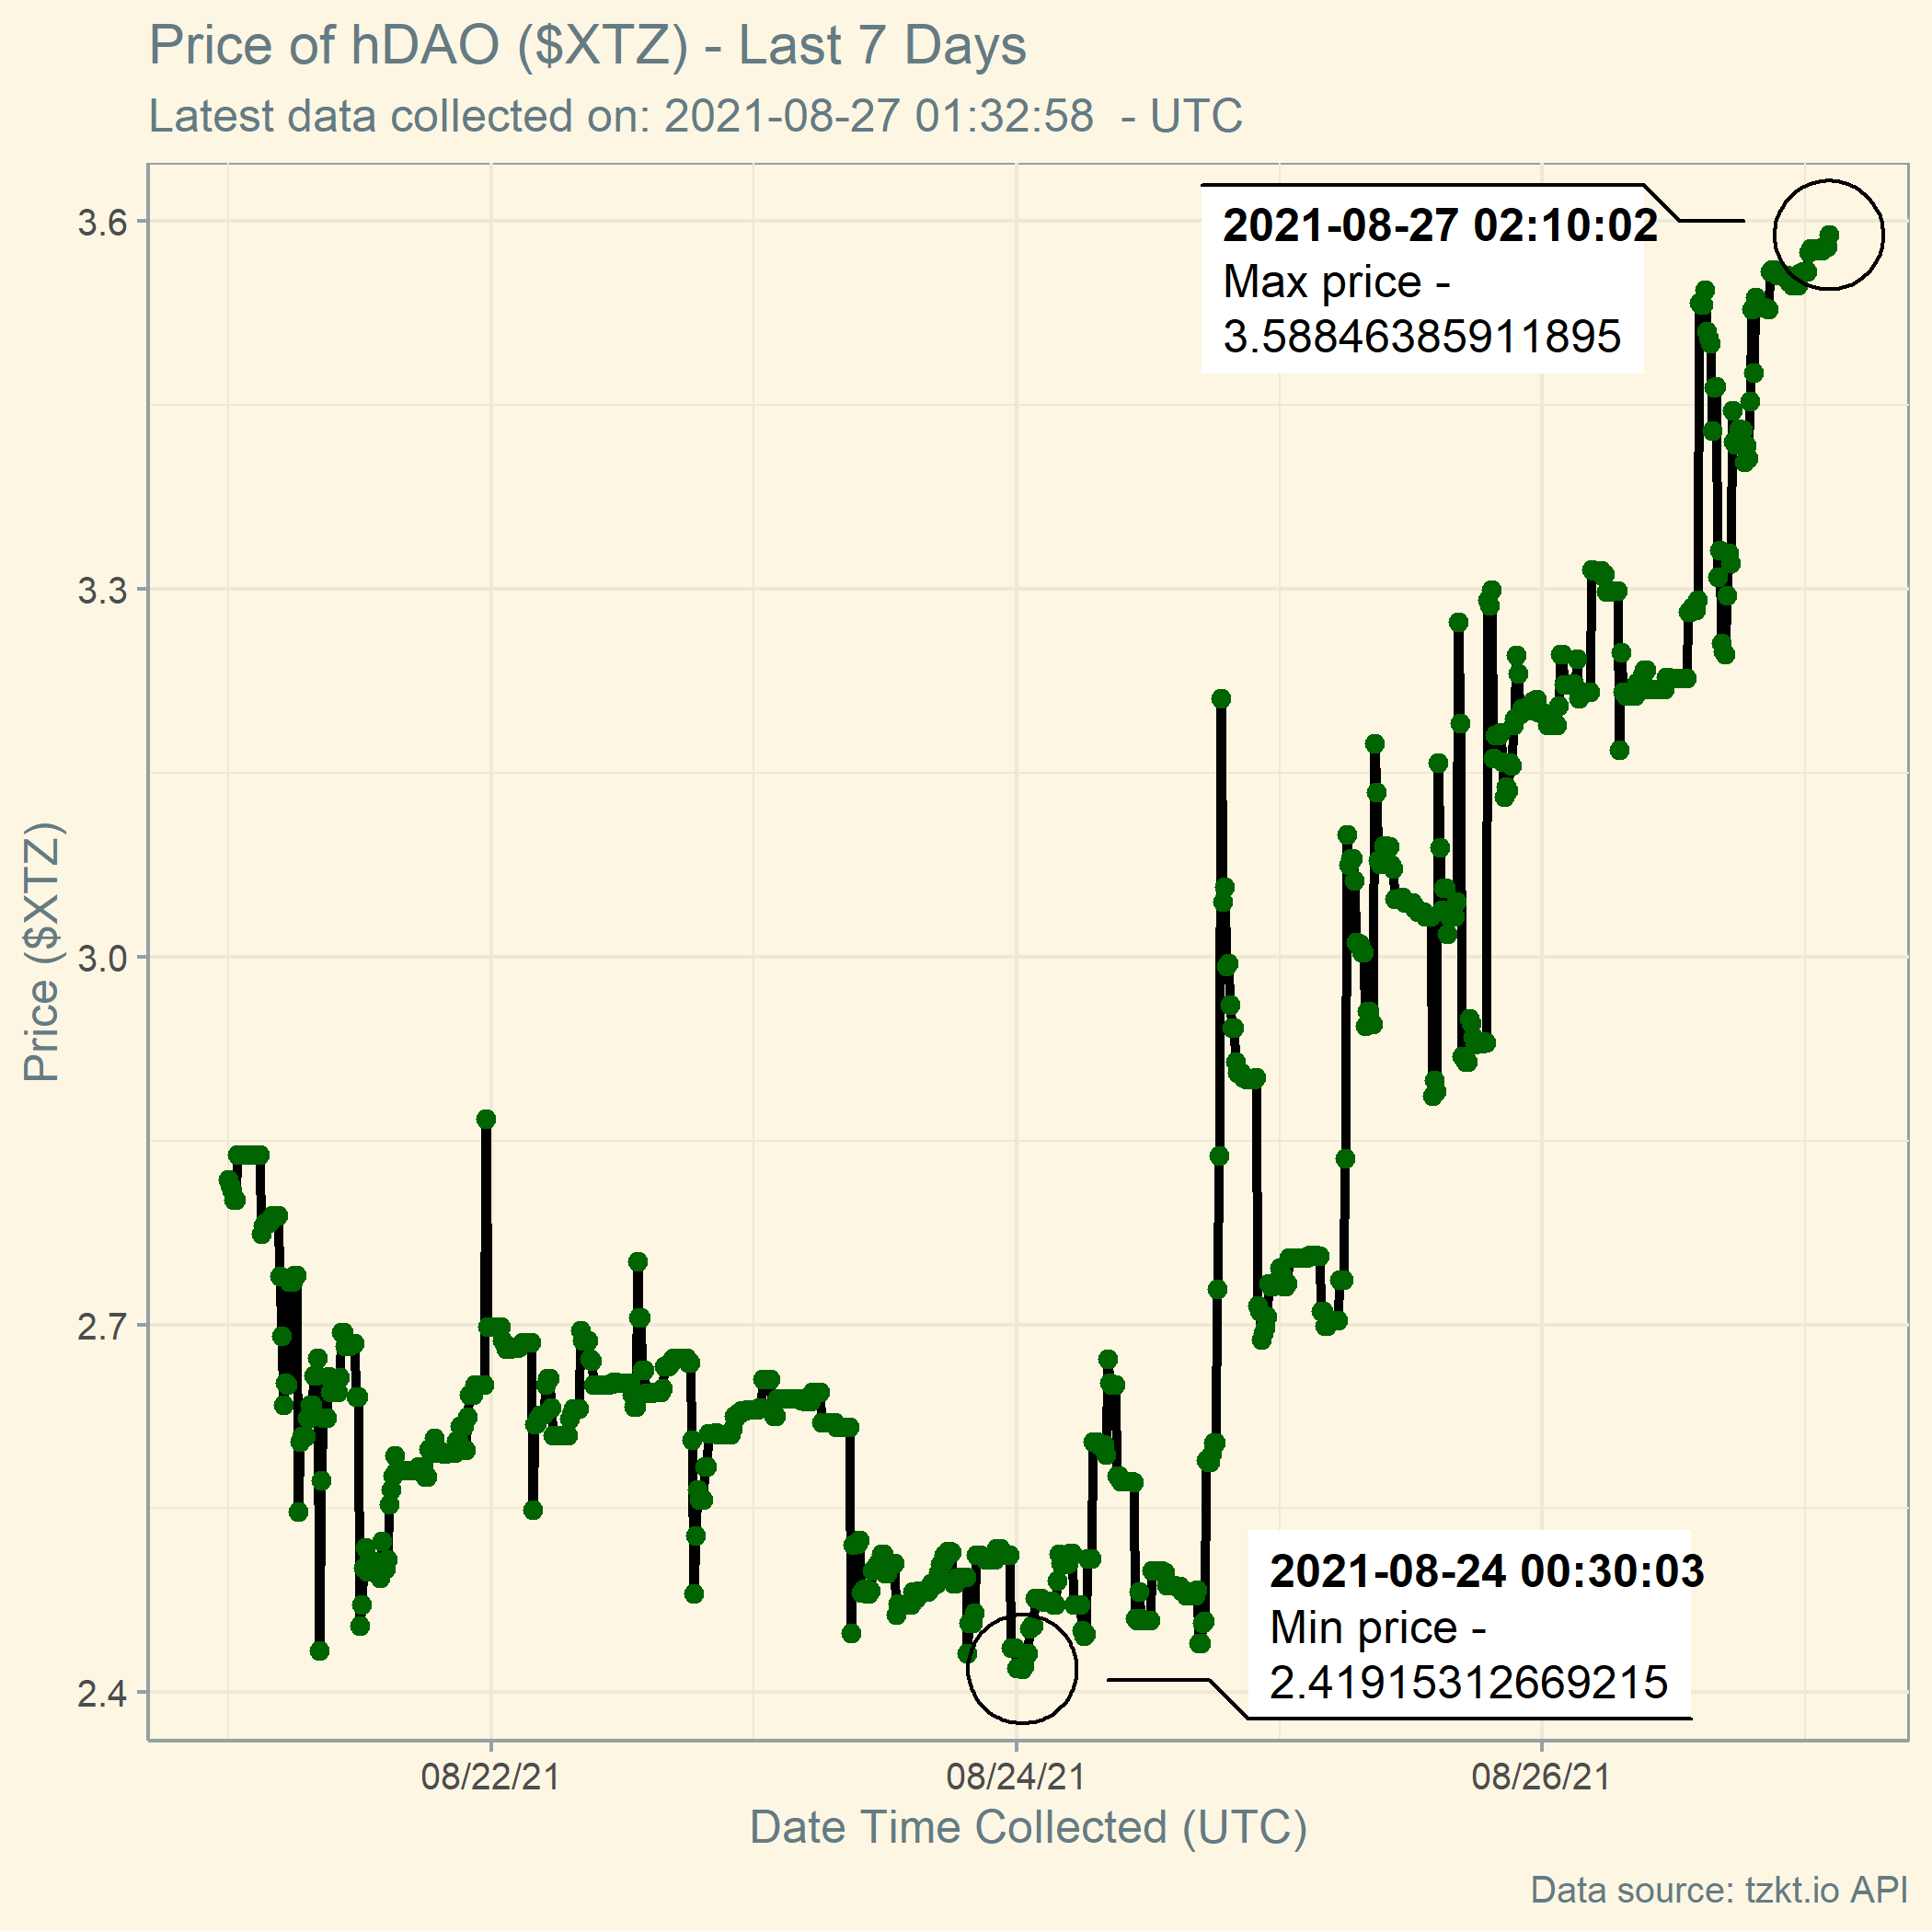 Price of hDAO ($XTZ) - Last 7 Days
Latest data collected on: 2021-08-27 01:32:58  - UTC
3.6
3.3
3.0
2.7
2.4
Price ($XTZ)
2021-08-27 02:10:02
Max price -
3.58846385911895
2021-08-24 00:30:03
Min price -
2.41915312669215
08/22/21
08/24/21
08/26/21
Date Time Collected (UTC)
Data source: tzkt.io API